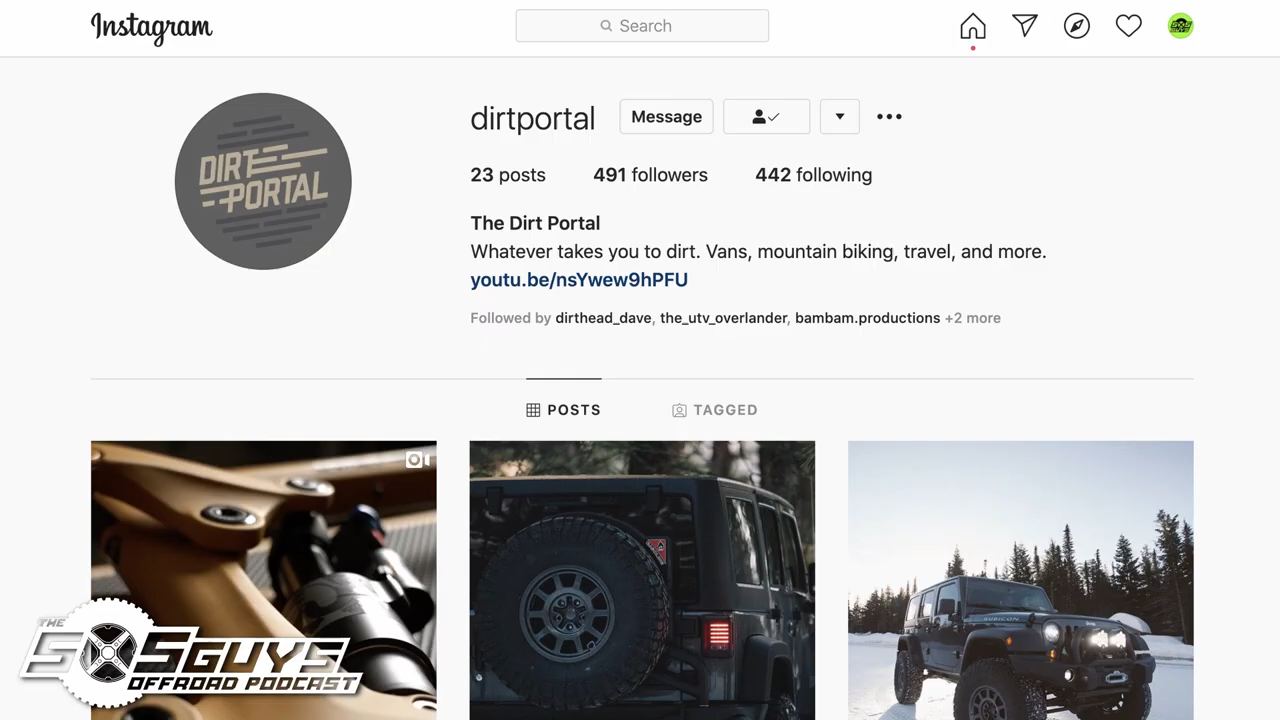 Instagram
Search
SXS
GUYS
DIRT
PORTAL
dirtportal
Message
23 posts
491 followers
442 following
The Dirt Portal
Whatever takes you to dirt. Vans, mountain biking, travel, and more.
youtu.be/nsYwew9hPFU
Followed by dirthead_dave, the_utv_overlander, bambam.productions +2 more
POSTS
TAGGED
RUBICON
THE
SXSGUYS
OFFROAD PODCAST